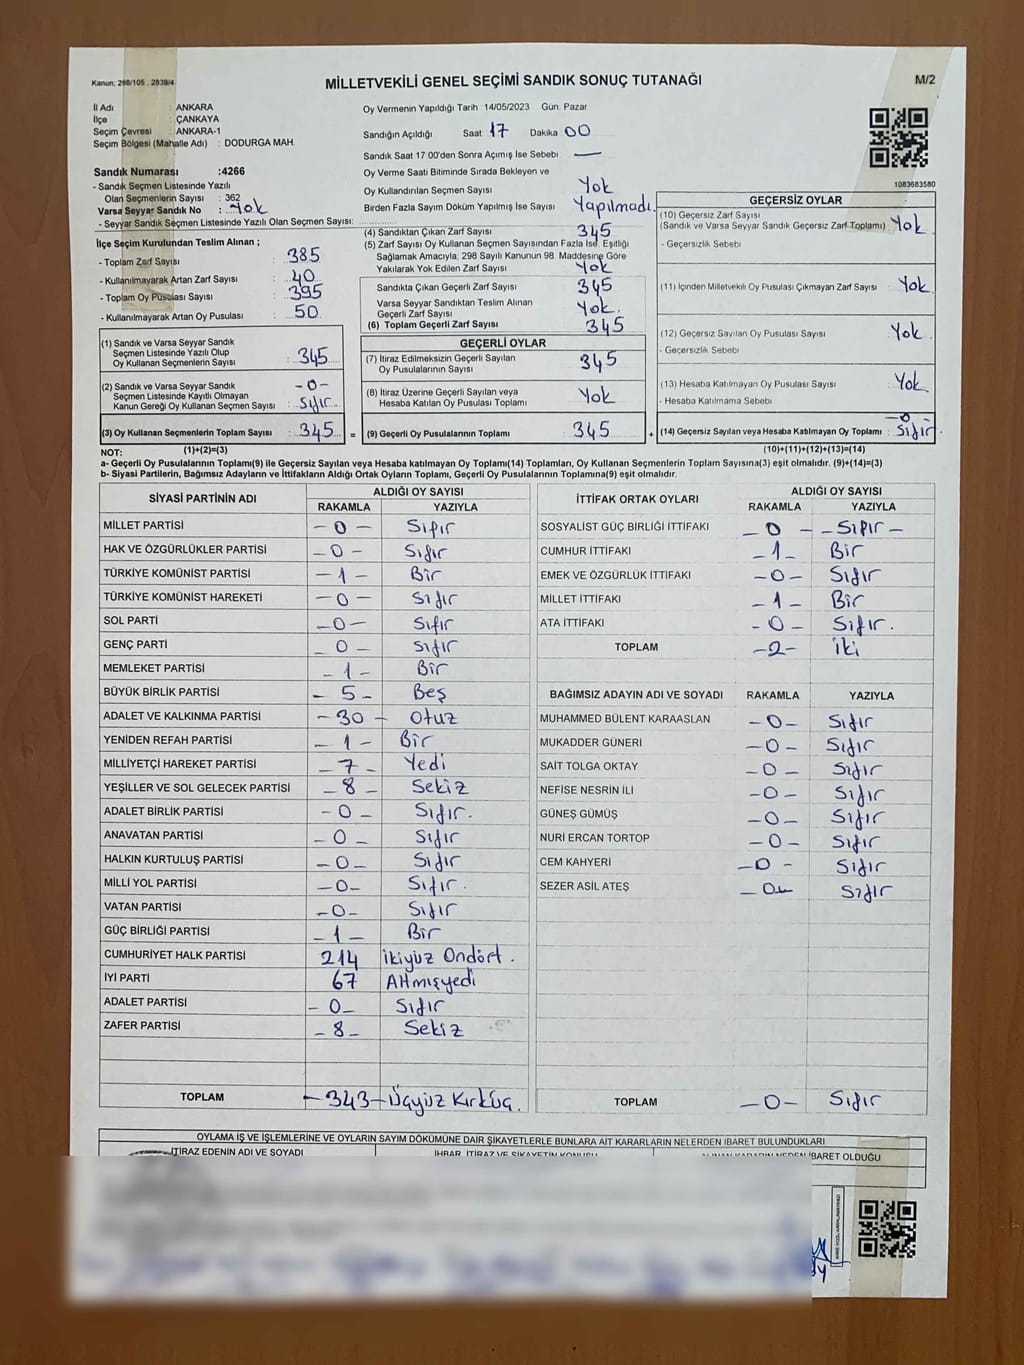 Kanun; 298/105 , 2839/4
MİLLETVEKİLİ GENEL SEÇİMİ SANDIK SONUÇ TUTANAĞI
M/2
İl Adı : ANKARA
İlçe : ÇANKAYA
Seçim Çevresi : ANKARA-1
Seçim Bölgesi (Mahalle Adı) : DODURGA MAH.
Oy Vermenin Yapıldığı Tarih : 14/05/2023 Gün: Pazar
Sandığın Açıldığı Saat 17 Dakika 00
Sandık Saat 17:00'den Sonra Açımış İse Sebebi —
Oy Verme Saati Bitiminde Sırada Bekleyen ve
Oy Kullandırılan Seçmen Sayısı Yok
Birden Fazla Sayım Döküm Yapılmış İse Sayısı Yapılmadı.
1083683580
Sandık Numarası :4266
- Sandık Seçmen Listesinde Yazılı
Olan Seçmenlerin Sayısı : 362
Varsa Seyyar Sandık No : Yok
- Seyyar Sandık Seçmen Listesinde Yazılı Olan Seçmen Sayısı:
İlçe Seçim Kurulundan Teslim Alınan ;
- Toplam Zarf Sayısı : 385
- Kullanılmayarak Artan Zarf Sayısı : 40
- Toplam Oy Pusulası Sayısı : 395
- Kullanılmayarak Artan Oy Pusulası : 50
(1) Sandık ve Varsa Seyyar Sandık
Seçmen Listesinde Yazılı Olup
Oy Kullanan Seçmenlerin Sayısı : 345
(2) Sandık ve Varsa Seyyar Sandık -0-
Seçmen Listesinde Kayıtlı Olmayan
Kanun Gereği Oy Kullanan Seçmen Sayısı : Sıfır
(3) Oy Kullanan Seçmenlerin Toplam Sayısı : 345 =
(4) Sandıktan Çıkan Zarf Sayısı 345
(5) Zarf Sayısı Oy Kullanan Seçmen Sayısından Fazla İse, Eşitliği
Sağlamak Amacıyla; 298 Sayılı Kanunun 98. Maddesine Göre
Yakılarak Yok Edilen Zarf Sayısı Yok
Sandıkta Çıkan Geçerli Zarf Sayısı 345
Varsa Seyyar Sandıktan Teslim Alınan
Geçerli Zarf Sayısı Yok.
(6) Toplam Geçerli Zarf Sayısı 345
GEÇERLİ OYLAR
(7) İtiraz Edilmeksizin Geçerli Sayılan
Oy Pusulalarının Sayısı 345
(8) İtiraz Üzerine Geçerli Sayılan veya
Hesaba Katılan Oy Pusulası Toplamı Yok
(9) Geçerli Oy Pusulalarının Toplamı 345 +
GEÇERSİZ OYLAR
(10) Geçersiz Zarf Sayısı
(Sandık ve Varsa Seyyar Sandık Geçersiz Zarf Toplamı) Yok
- Geçersizlik Sebebi
(11) İçinden Milletvekili Oy Pusulası Çıkmayan Zarf Sayısı Yok
(12) Geçersiz Sayılan Oy Pusulası Sayısı Yok
- Geçersizlik Sebebi
(13) Hesaba Katılmayan Oy Pusulası Sayısı Yok
- Hesaba Katılmama Sebebi
(14) Geçersiz Sayılan veya Hesaba Katılmayan Oy Toplamı -0- Sıfır
NOT: (1)+(2)=(3) (10)+(11)+(12)+(13)=(14)
a- Geçerli Oy Pusulalarının Toplamı(9) ile Geçersiz Sayılan veya Hesaba katılmayan Oy Toplamı(14) Toplamları, Oy Kullanan Seçmenlerin Toplam Sayısına(3) eşit olmalıdır. (9)+(14)=(3)
b- Siyasi Partilerin, Bağımsız Adayların ve İttifakların Aldığı Ortak Oyların Toplamı, Geçerli Oy Pusulalarının Toplamına(9) eşit olmalıdır.
SİYASİ PARTİNİN ADI ALDIĞI OY SAYISI
RAKAMLA YAZIYLA
MİLLET PARTİSİ -0- Sıfır
HAK VE ÖZGÜRLÜKLER PARTİSİ -0- Sıfır
TÜRKİYE KOMÜNİST PARTİSİ -1- Bir
TÜRKİYE KOMÜNİST HAREKETİ -0- Sıfır
SOL PARTİ -0- Sıfır
GENÇ PARTİ -0- Sıfır
MEMLEKET PARTİSİ -1- Bir
BÜYÜK BİRLİK PARTİSİ -5- Beş
ADALET VE KALKINMA PARTİSİ -30- Otuz
YENİDEN REFAH PARTİSİ -1- Bir
MİLLİYETÇİ HAREKET PARTİSİ -7- Yedi
YEŞİLLER VE SOL GELECEK PARTİSİ -8- Sekiz
ADALET BİRLİK PARTİSİ -0- Sıfır.
ANAVATAN PARTİSİ -0- Sıfır
HALKIN KURTULUŞ PARTİSİ -0- Sıfır
MİLLİ YOL PARTİSİ -0- Sıfır.
VATAN PARTİSİ -0- Sıfır
GÜÇ BİRLİĞİ PARTİSİ -1- Bir
CUMHURİYET HALK PARTİSİ 214 İkiyüz Ondört.
İYİ PARTİ 67 Altmışyedi
ADALET PARTİSİ -0- Sıfır
ZAFER PARTİSİ -8- Sekiz
TOPLAM -343- Üçyüz Kırküç.
İTTİFAK ORTAK OYLARI ALDIĞI OY SAYISI
RAKAMLA YAZIYLA
SOSYALİST GÜÇ BİRLİĞİ İTTİFAKI -0- -Sıfır-
CUMHUR İTTİFAKI -1- Bir
EMEK VE ÖZGÜRLÜK İTTİFAKI -0- Sıfır
MİLLET İTTİFAKI -1- Bir
ATA İTTİFAKI -0- Sıfır.
TOPLAM -2- İki
BAĞIMSIZ ADAYIN ADI VE SOYADI RAKAMLA YAZIYLA
MUHAMMED BÜLENT KARAASLAN -0- Sıfır
MUKADDER GÜNERİ -0- Sıfır
SAİT TOLGA OKTAY -0- Sıfır
NEFİSE NESRİN İLİ -0- Sıfır
GÜNEŞ GÜMÜŞ -0- Sıfır
NURİ ERCAN TORTOP -0- Sıfır
CEM KAHYERİ -0- Sıfır
SEZER ASİL ATEŞ -0- Sıfır
TOPLAM -0- Sıfır
OYLAMA İŞ VE İŞLEMLERİNE VE OYLARIN SAYIM DÖKÜMÜNE DAİR ŞİKAYETLERLE BUNLARA AİT KARARLARIN NELERDEN İBARET BULUNDUKLARI
İTİRAZ EDENİN ADI VE SOYADI İHBAR, İTİRAZ VE ŞİKAYETİN KONUSU ALINAN KARARIN NEDEN İBARET OLDUĞU